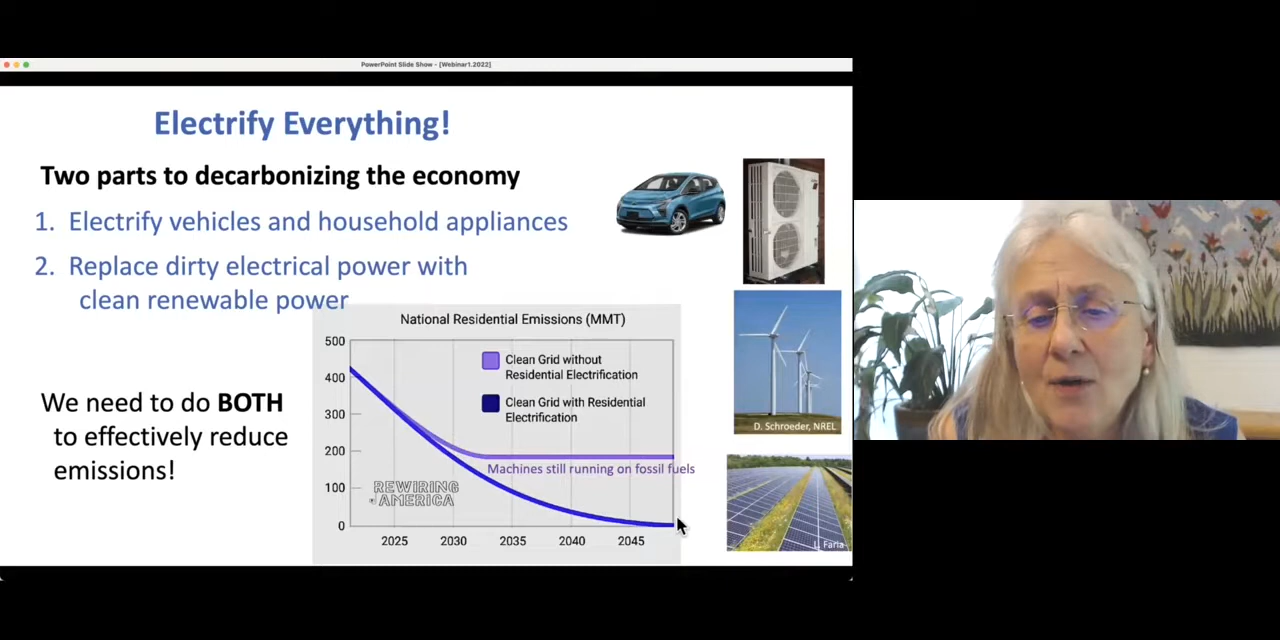 PowerPoint Slide Show - [Webinar1.2022]
Electrify Everything!
Two parts to decarbonizing the economy
1. Electrify vehicles and household appliances
2. Replace dirty electrical power with
clean renewable power
We need to do BOTH
to effectively reduce
emissions!
National Residential Emissions (MMT)
500
400
300
200
100
0
Clean Grid without
Residential Electrification
Clean Grid with Residential
Electrification
Machines still running on fossil fuels
REWIRING
AMERICA
2025 2030 2035 2040 2045
D. Schroeder, NREL
L. Faria